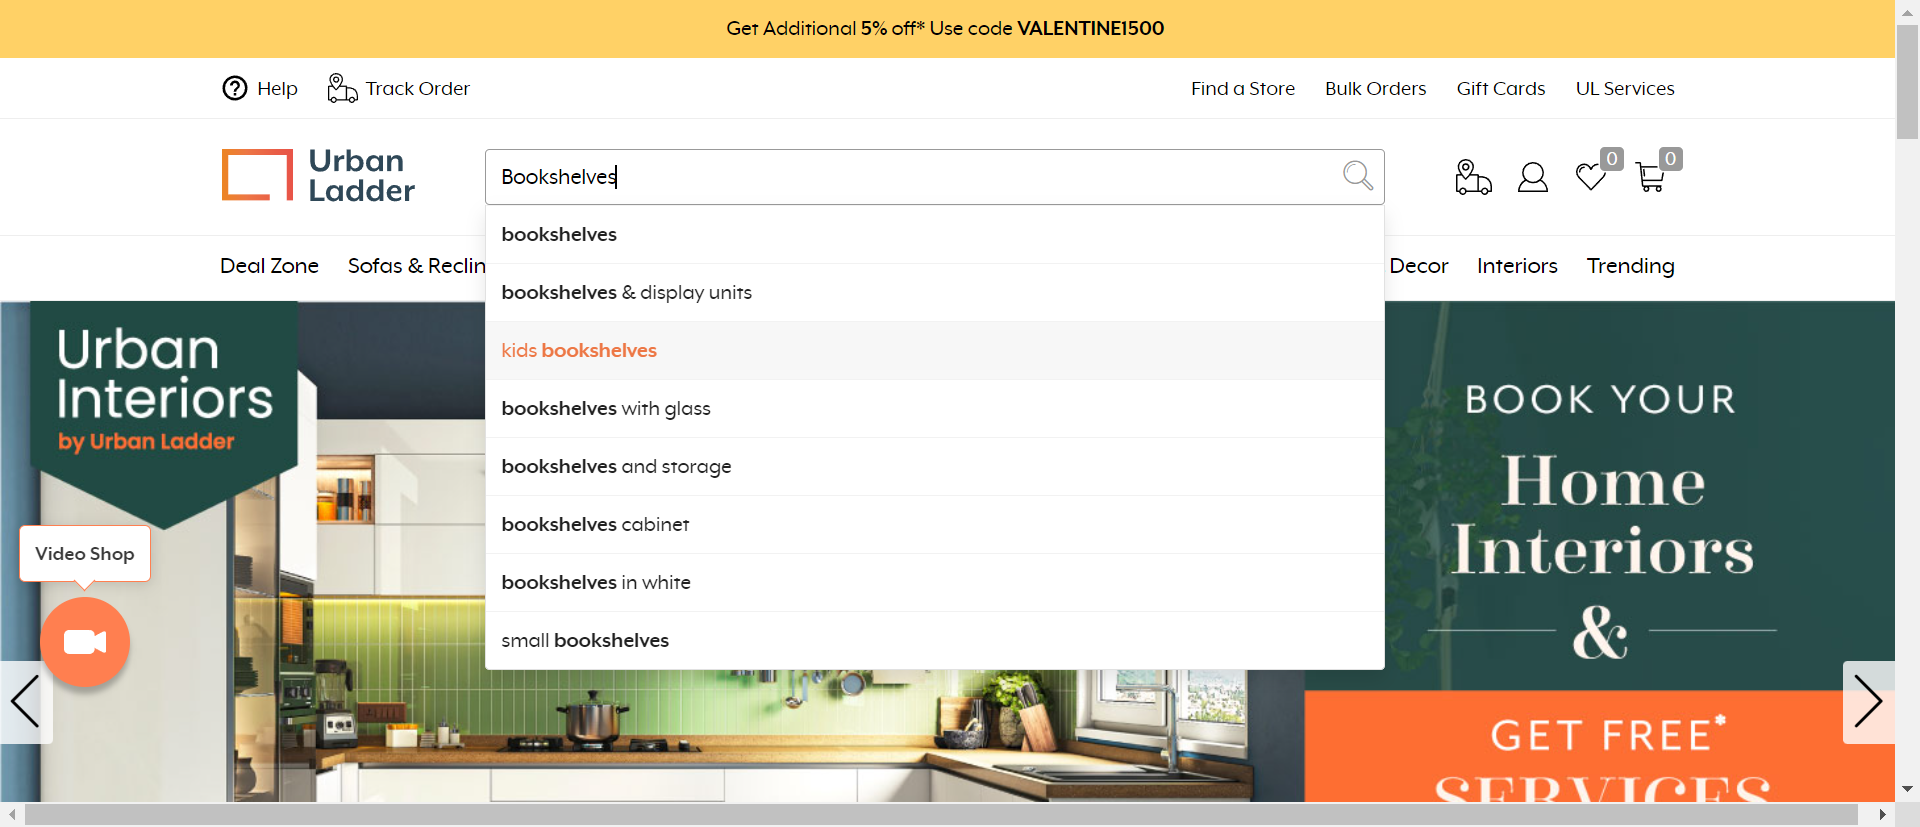 Get Additional 5% off* Use code VALENTINE1500
Help
Track Order
Find a Store
Bulk Orders
Gift Cards
UL Services
Urban
Ladder
Bookshelves
0
0
bookshelves
bookshelves & display units
kids bookshelves
bookshelves with glass
bookshelves and storage
bookshelves cabinet
bookshelves in white
small bookshelves
Deal Zone
Sofas & Reclin
Decor
Interiors
Trending
Urban
Interiors
by Urban Ladder
Video Shop
BOOK YOUR
Home
Interiors
&
GET FREE*
SERVICES